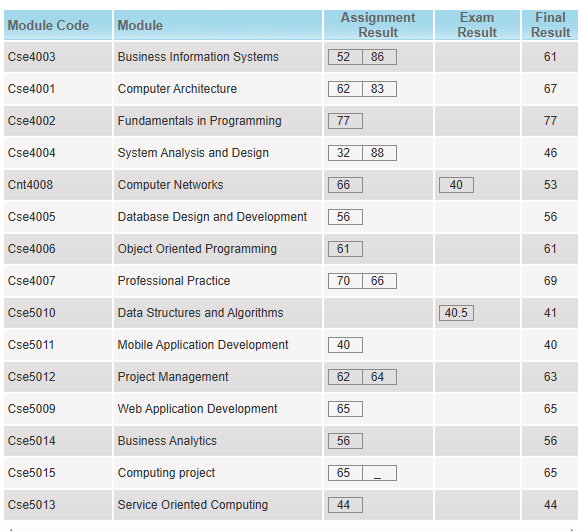 Module Code Module Assignment Result Exam Result Final Result
Cse4003 Business Information Systems 52 86 61
Cse4001 Computer Architecture 62 83 67
Cse4002 Fundamentals in Programming 77 77
Cse4004 System Analysis and Design 32 88 46
Cnt4008 Computer Networks 66 40 53
Cse4005 Database Design and Development 56 56
Cse4006 Object Oriented Programming 61 61
Cse4007 Professional Practice 70 66 69
Cse5010 Data Structures and Algorithms 40.5 41
Cse5011 Mobile Application Development 40 40
Cse5012 Project Management 62 64 63
Cse5009 Web Application Development 65 65
Cse5014 Business Analytics 56 56
Cse5015 Computing project 65 _ 65
Cse5013 Service Oriented Computing 44 44